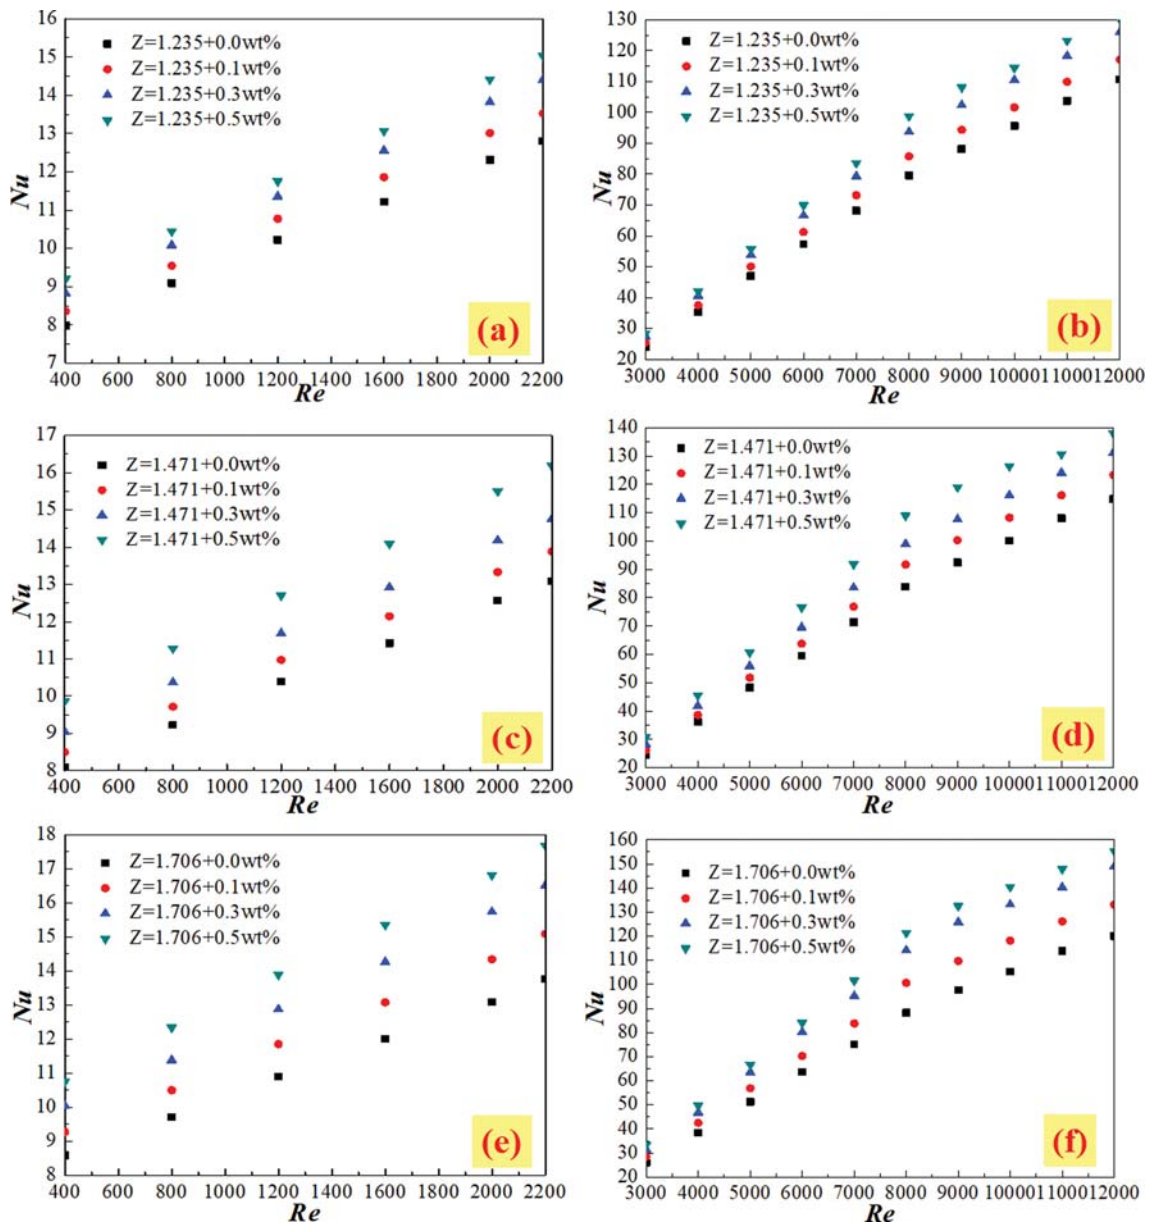 16
15
14
13
12
11
10
9
8
7
Nu
Z=1.235+0.0wt%
Z=1.235+0.1wt%
Z=1.235+0.3wt%
Z=1.235+0.5wt%
(a)
400 600 800 1000 1200 1400 1600 1800 2000 2200
Re
130
120
110
100
90
80
70
60
50
40
30
20
Nu
Z=1.235+0.0wt%
Z=1.235+0.1wt%
Z=1.235+0.3wt%
Z=1.235+0.5wt%
(b)
3000 4000 5000 6000 7000 8000 9000 10000 11000 12000
Re
17
16
15
14
13
12
11
10
9
8
Nu
Z=1.471+0.0wt%
Z=1.471+0.1wt%
Z=1.471+0.3wt%
Z=1.471+0.5wt%
(c)
400 600 800 1000 1200 1400 1600 1800 2000 2200
Re
140
130
120
110
100
90
80
70
60
50
40
30
20
Nu
Z=1.471+0.0wt%
Z=1.471+0.1wt%
Z=1.471+0.3wt%
Z=1.471+0.5wt%
(d)
3000 4000 5000 6000 7000 8000 9000 10000 11000 12000
Re
18
17
16
15
14
13
12
11
10
9
8
Nu
Z=1.706+0.0wt%
Z=1.706+0.1wt%
Z=1.706+0.3wt%
Z=1.706+0.5wt%
(e)
400 600 800 1000 1200 1400 1600 1800 2000 2200
Re
160
150
140
130
120
110
100
90
80
70
60
50
40
30
20
Nu
Z=1.706+0.0wt%
Z=1.706+0.1wt%
Z=1.706+0.3wt%
Z=1.706+0.5wt%
(f)
3000 4000 5000 6000 7000 8000 9000 10000 11000 12000
Re